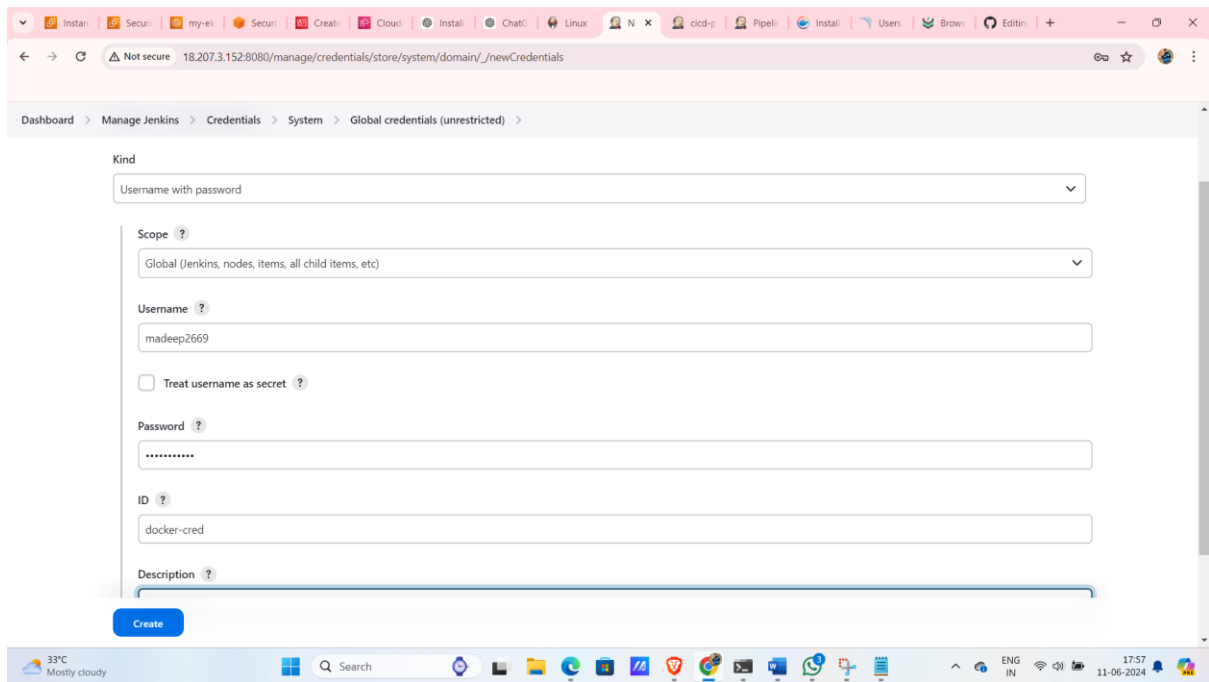 Instan
Securi
my-ek
Securi
Create
Cloud
Install
ChatG
Linux
N
cicd-p
Pipelin
Install
Users
Brows
Editin
Not secure 18.207.3.152:8080/manage/credentials/store/system/domain/_/newCredentials
Dashboard > Manage Jenkins > Credentials > System > Global credentials (unrestricted) >
Kind
Username with password
Scope ?
Global (Jenkins, nodes, items, all child items, etc)
Username ?
madeep2669
Treat username as secret ?
Password ?
•••••••••••
ID ?
docker-cred
Description ?
Create
33°C
Mostly cloudy
Search
ENG
IN
17:57
11-06-2024